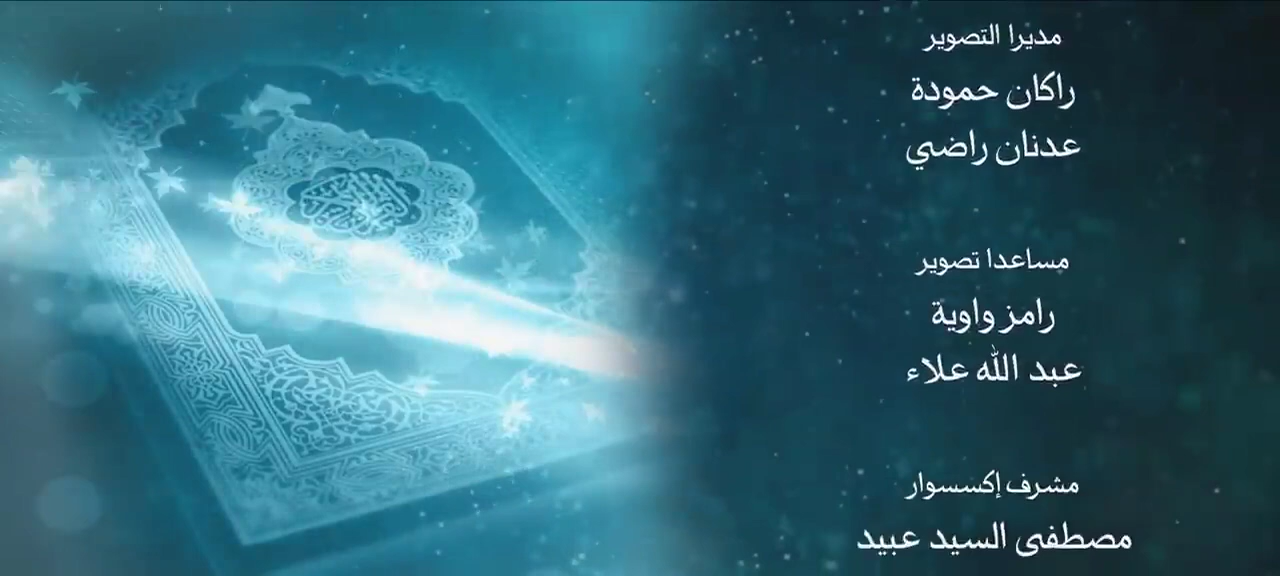 مديرا التصوير
راكان حمودة
عدنان راضي
مساعدا تصوير
رامز واوية
عبد الله علاء
مشرف إكسسوار
مصطفى السيد عبيد